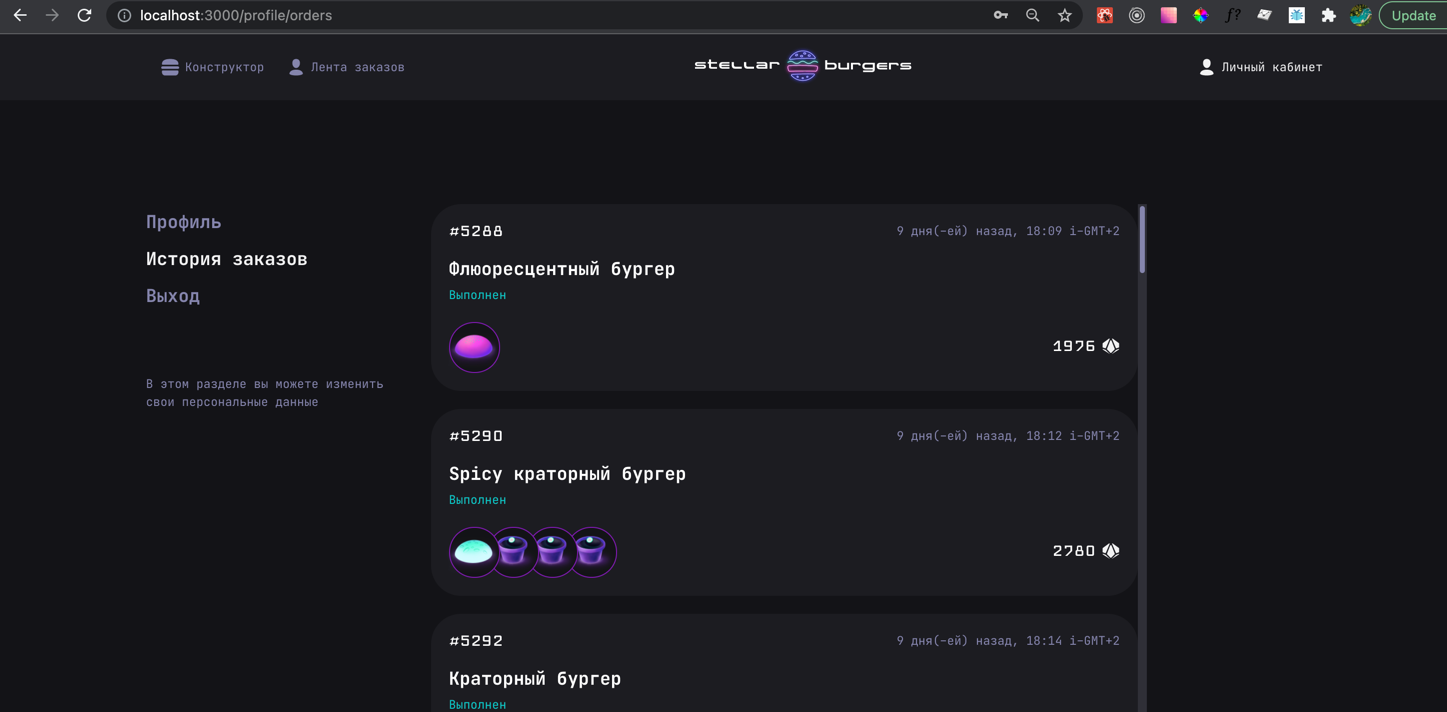 localhost:3000/profile/orders
f?
Update
Конструктор
Лента заказов
stellar burgers
Личный кабинет
Профиль
История заказов
Выход
В этом разделе вы можете изменить
свои персональные данные
#5288
9 дня(-ей) назад, 18:09 i-GMT+2
Флюоресцентный бургер
Выполнен
1976
#5290
9 дня(-ей) назад, 18:12 i-GMT+2
Spicy краторный бургер
Выполнен
2780
#5292
9 дня(-ей) назад, 18:14 i-GMT+2
Краторный бургер
Выполнен